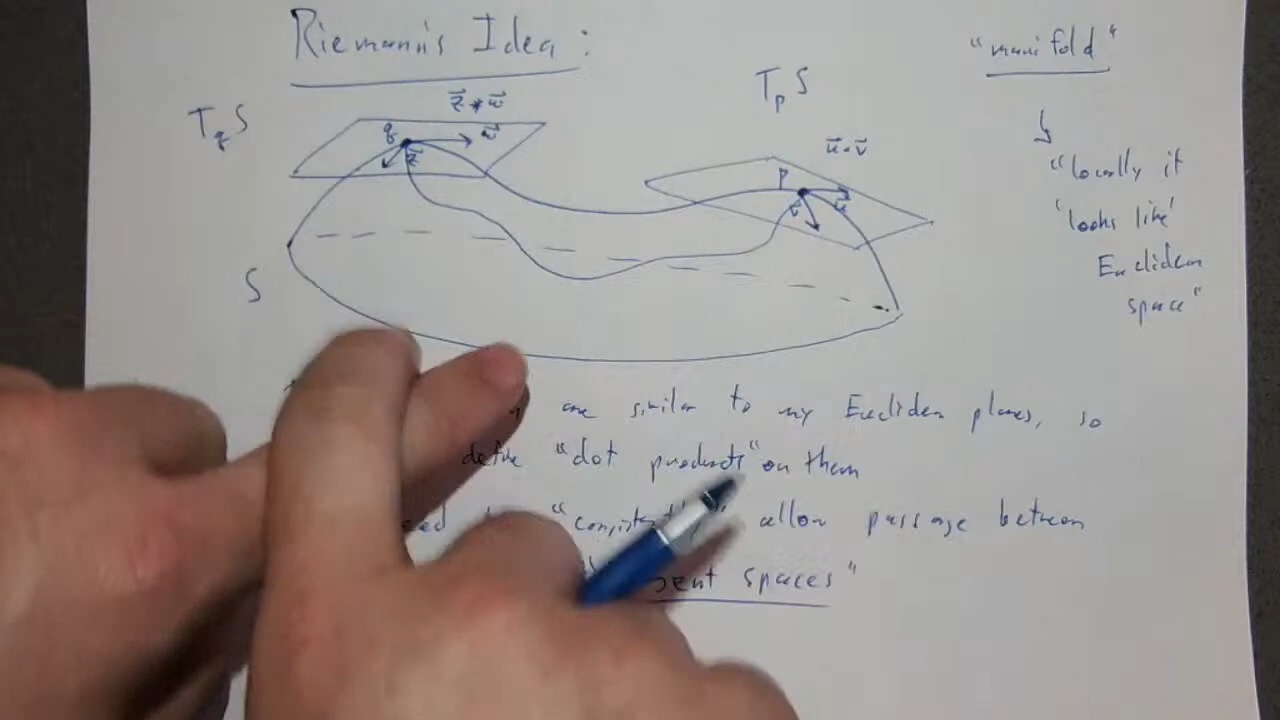 Riemann's Idea:
"manifold"
T_q S
z⃗ * w⃗
T_p S
q
w⃗
z⃗
u⃗ · v⃗
p
u⃗
v⃗
S
↳
"locally it
'looks like'
Euclidean
space"
are similar to my Euclidean planes, so
define "dot products" on them
allow passage between
spaces"